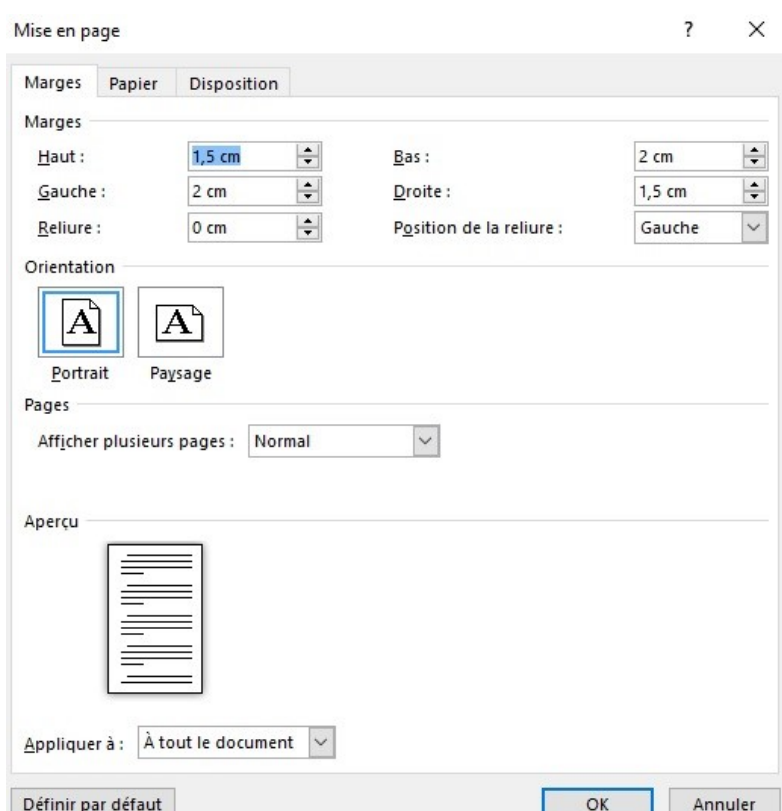 Mise en page ? ×
Marges Papier Disposition
Marges
Haut : 1,5 cm Bas : 2 cm
Gauche : 2 cm Droite : 1,5 cm
Reliure : 0 cm Position de la reliure : Gauche
Orientation
A A
Portrait Paysage
Pages
Afficher plusieurs pages : Normal
Aperçu
Appliquer à : À tout le document
Définir par défaut OK Annuler